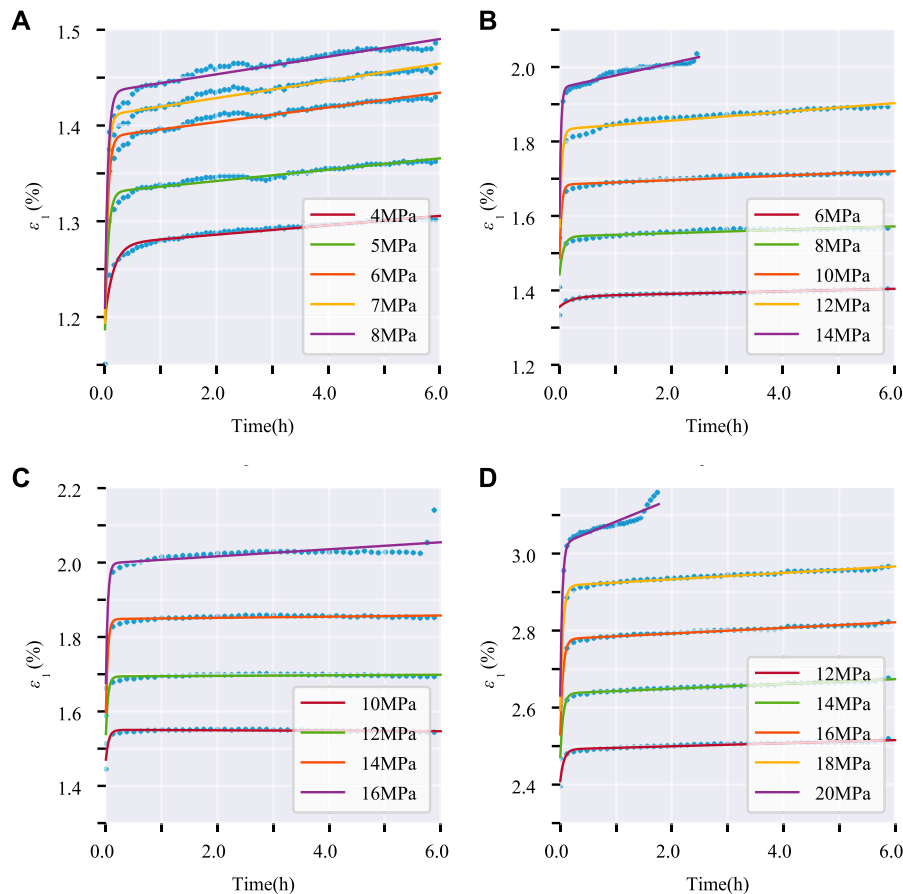 A
1.5
1.4
1.3
1.2
ε1 (%)
4MPa
5MPa
6MPa
7MPa
8MPa
0.0 2.0 4.0 6.0
Time(h)
B
2.0
1.8
1.6
1.4
1.2
ε1 (%)
6MPa
8MPa
10MPa
12MPa
14MPa
0.0 2.0 4.0 6.0
Time(h)
C
2.2
2.0
1.8
1.6
1.4
ε1 (%)
10MPa
12MPa
14MPa
16MPa
0.0 2.0 4.0 6.0
Time(h)
D
3.0
2.8
2.6
2.4
ε1 (%)
12MPa
14MPa
16MPa
18MPa
20MPa
0.0 2.0 4.0 6.0
Time(h)